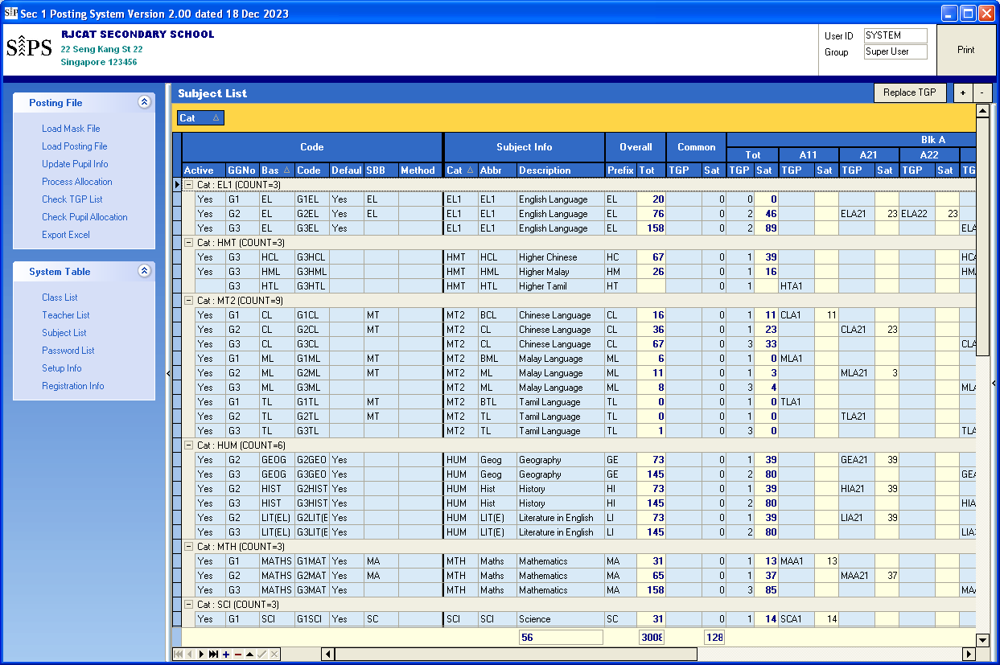 Sec 1 Posting System Version 2.00 dated 18 Dec 2023
SPS RJCAT SECONDARY SCHOOL
22 Seng Kang St 22
Singapore 123456
User ID SYSTEM
Group Super User
Print
Posting File
Load Mask File
Load Posting File
Update Pupil Info
Process Allocation
Check TGP List
Check Pupil Allocation
Export Excel
System Table
Class List
Teacher List
Subject List
Password List
Setup Info
Registration Info
Subject List Replace TGP + -
Cat
Code Subject Info Overall Common Blk A
Tot A11 A21 A22
Active GGNo Bas Code Defaul SBB Method Cat Abbr Description Prefix Tot TGP Sat TGP Sat TGP Sat TGP Sat TGP Sat TG
Cat : EL1 (COUNT=3)
Yes G1 EL G1EL Yes EL EL1 EL1 English Language EL 20 0 0 0
Yes G2 EL G2EL Yes EL EL1 EL1 English Language EL 76 0 2 46 ELA21 23 ELA22 23
Yes G3 EL G3EL Yes EL1 EL1 English Language EL 158 0 2 89 ELA
Cat : HMT (COUNT=3)
Yes G3 HCL G3HCL HMT HCL Higher Chinese HC 67 0 1 39 HCA
Yes G3 HML G3HML HMT HML Higher Malay HM 26 0 1 16 HMA
G3 HTL G3HTL HMT HTL Higher Tamil HT 0 1 HTA1
Cat : MT2 (COUNT=9)
Yes G1 CL G1CL MT MT2 BCL Chinese Language CL 16 0 1 11 CLA1 11
Yes G2 CL G2CL MT MT2 CL Chinese Language CL 36 0 1 23 CLA21 23
Yes G3 CL G3CL MT2 CL Chinese Language CL 67 0 3 33 CLA
Yes G1 ML G1ML MT MT2 BML Malay Language ML 6 0 1 0 MLA1
Yes G2 ML G2ML MT MT2 ML Malay Language ML 11 0 1 3 MLA21 3
Yes G3 ML G3ML MT2 ML Malay Language ML 8 0 3 4 MLA
Yes G1 TL G1TL MT MT2 BTL Tamil Language TL 0 0 1 0 TLA1
Yes G2 TL G2TL MT MT2 TL Tamil Language TL 0 0 1 0 TLA21
Yes G3 TL G3TL MT2 TL Tamil Language TL 1 0 3 0 TLA
Cat : HUM (COUNT=6)
Yes G2 GEOG G2GEO Yes HUM Geog Geography GE 73 0 1 39 GEA21 39
Yes G3 GEOG G3GEO Yes HUM Geog Geography GE 145 0 2 80 GEA
Yes G2 HIST G2HIST Yes HUM Hist History HI 73 0 1 39 HIA21 39
Yes G3 HIST G3HIST Yes HUM Hist History HI 145 0 2 80 HIA
Yes G2 LIT(EL) G2LIT(E Yes HUM LIT(E) Literature in English LI 73 0 1 39 LIA21 39
Yes G3 LIT(EL) G3LIT(E Yes HUM LIT(E) Literature in English LI 145 0 2 80 LIA
Cat : MTH (COUNT=3)
Yes G1 MATHS G1MAT Yes MA MTH Maths Mathematics MA 31 0 1 13 MAA1 13
Yes G2 MATHS G2MAT Yes MA MTH Maths Mathematics MA 65 0 1 37 MAA21 37
Yes G3 MATHS G3MAT Yes MTH Maths Mathematics MA 158 0 3 85 MAA
Cat : SCI (COUNT=3)
Yes G1 SCI G1SCI Yes SC SCI SCI Science SC 31 0 1 14 SCA1 14
56 3008 128